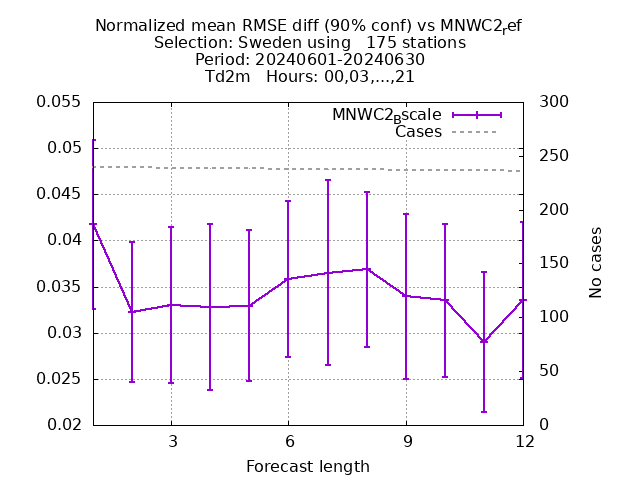 Normalized mean RMSE diff (90% conf) vs MNWC2ref
Selection: Sweden using   175 stations
Period: 20240601-20240630
Td2m   Hours: 00,03,...,21
0.055
0.05
0.045
0.04
0.035
0.03
0.025
0.02
300
250
200
150
100
50
0
MNWC2Bscale
Cases
No cases
3
6
9
12
Forecast length